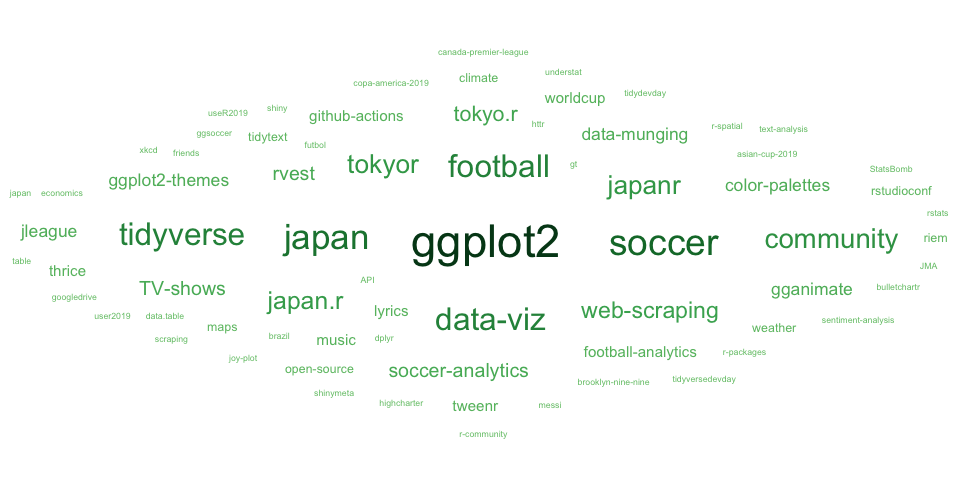 canada-premier-league
understat
climate
copa-america-2019
tidydevday
worldcup
shiny
useR2019
github-actions
tokyo.r
httr
r-spatial
text-analysis
ggsoccer
tidytext
data-munging
futbol
xkcd
friends
asian-cup-2019
tokyor
football
gt
StatsBomb
rvest
ggplot2-themes
japanr
color-palettes
rstudioconf
japan
economics
rstats
jleague
tidyverse
japan
ggplot2
soccer
community
riem
table
thrice
JMA
API
TV-shows
gganimate
bulletchartr
googledrive
japan.r
lyrics
web-scraping
user2019
data.table
data-viz
sentiment-analysis
maps
weather
scraping
brazil
music
dplyr
football-analytics
r-packages
joy-plot
open-source
soccer-analytics
brooklyn-nine-nine
tidyversedevday
shinymeta
highcharter
tweenr
messi
r-community